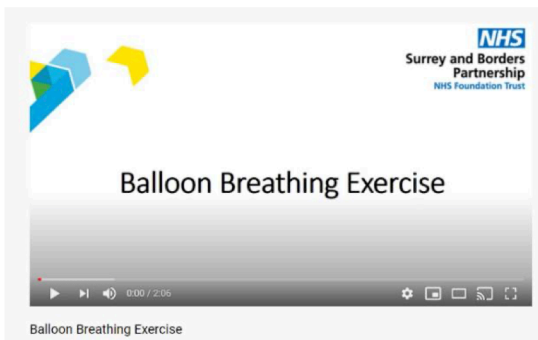 NHS
Surrey and Borders
Partnership
NHS Foundation Trust
Balloon Breathing Exercise
0:00 / 2:06
Balloon Breathing Exercise